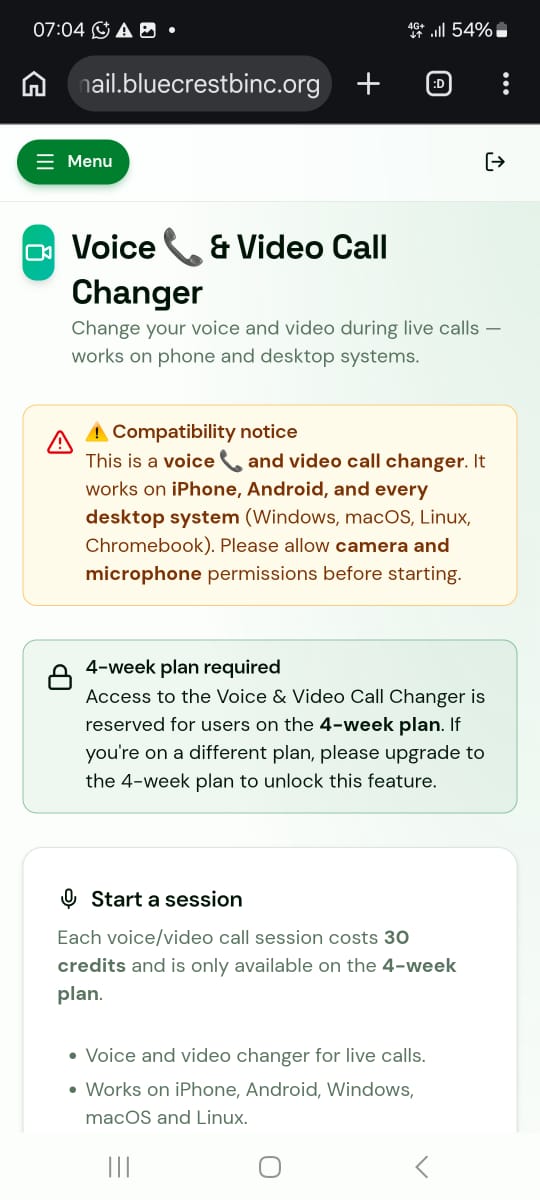 07:04
4G+ 54%
mail.bluecrestbinc.org
:D
Menu
Voice 📞 & Video Call
Changer
Change your voice and video during live calls —
works on phone and desktop systems.
⚠️ Compatibility notice
This is a voice 📞 and video call changer. It
works on iPhone, Android, and every
desktop system (Windows, macOS, Linux,
Chromebook). Please allow camera and
microphone permissions before starting.
4-week plan required
Access to the Voice & Video Call Changer is
reserved for users on the 4-week plan. If
you're on a different plan, please upgrade to
the 4-week plan to unlock this feature.
Start a session
Each voice/video call session costs 30
credits and is only available on the 4-week
plan.
• Voice and video changer for live calls.
• Works on iPhone, Android, Windows,
macOS and Linux.